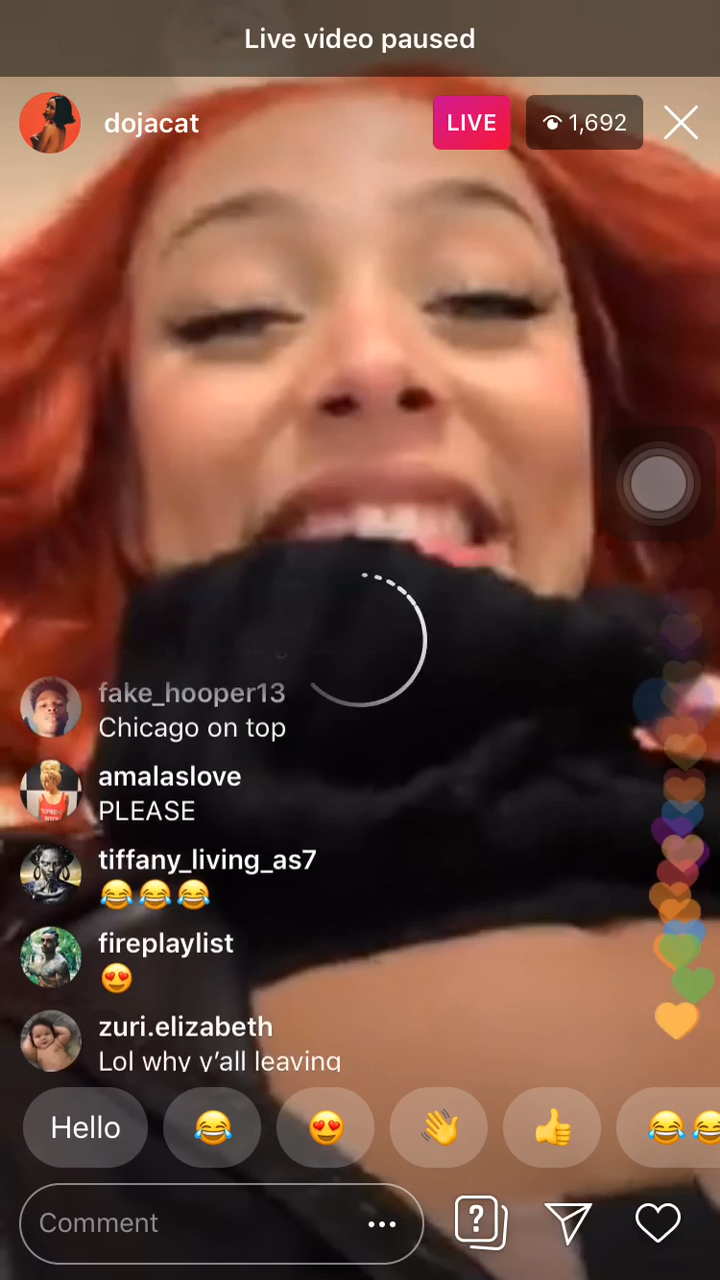 Live video paused
dojacat
LIVE
1,692
fake_hooper13
Chicago on top
amalaslove
PLEASE
tiffany_living_as7
😂😂😂
fireplaylist
😍
zuri.elizabeth
Lol why y'all leaving
Hello 😂 😍 👋 👍 😂😂
Comment
?